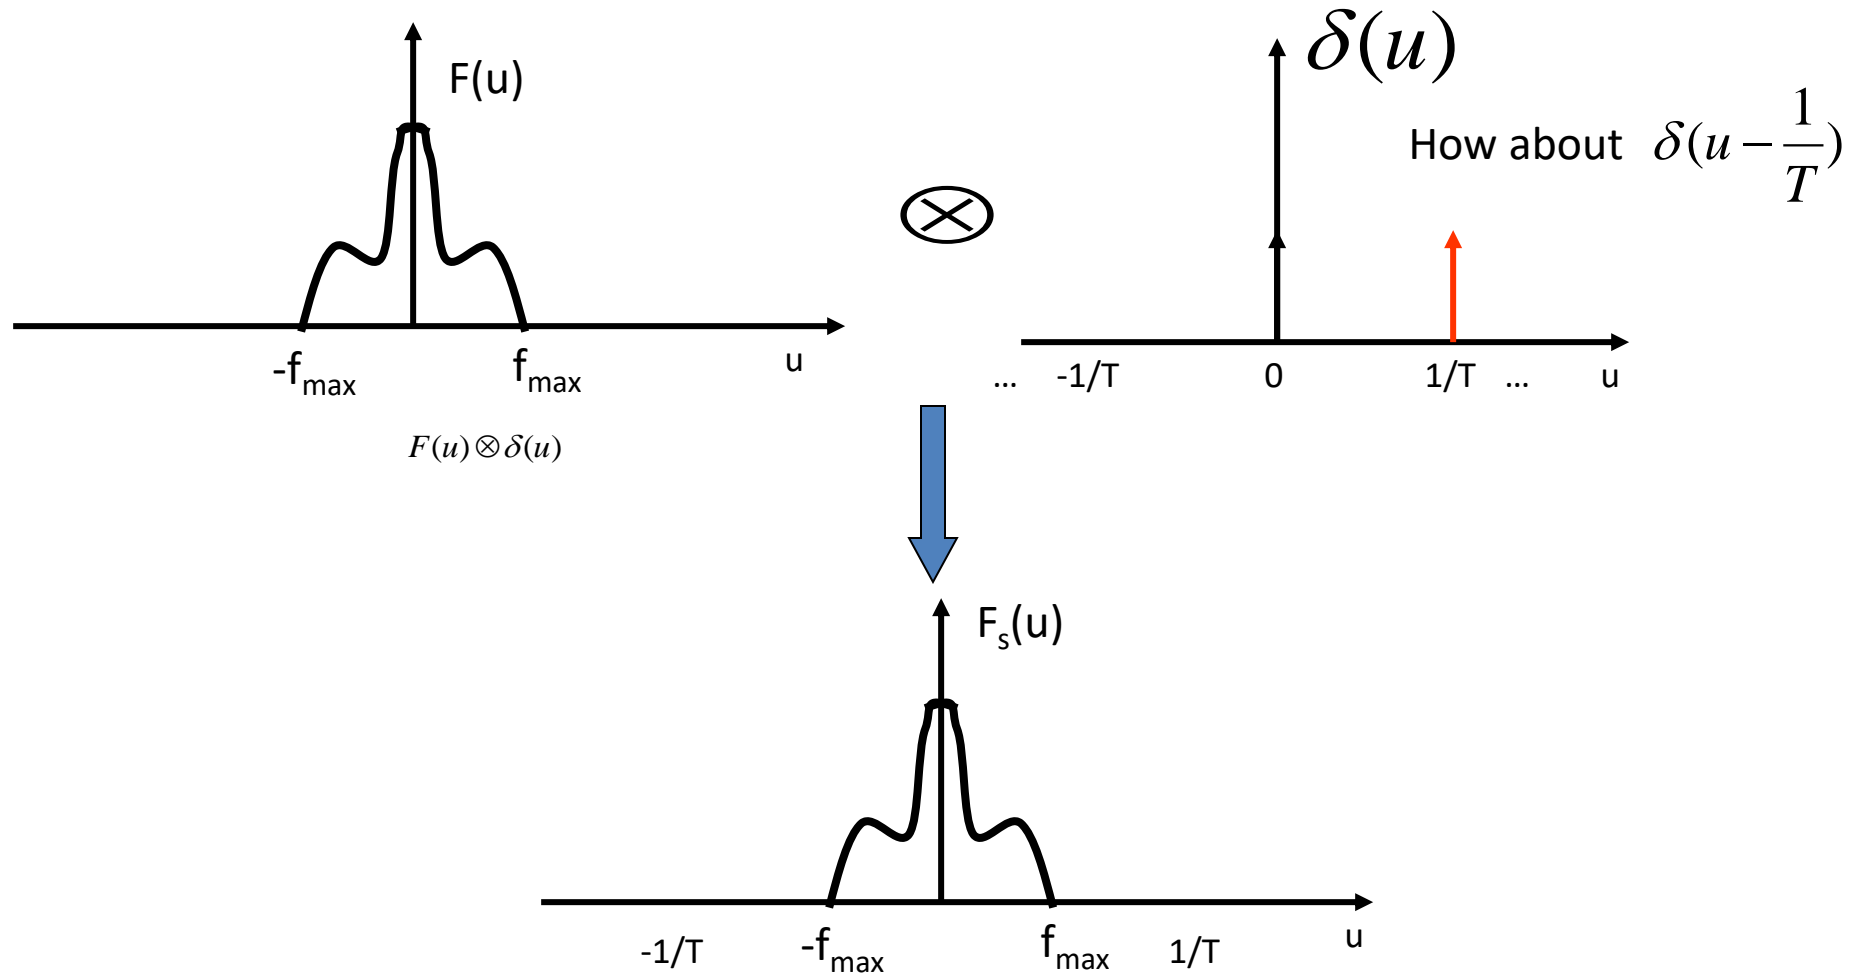 F(u)
-f_max f_max u
F(u) ⊗ δ(u)
δ(u)
How about δ(u − 1/T)
... -1/T 0 1/T ... u
F_s(u)
-1/T -f_max f_max 1/T u